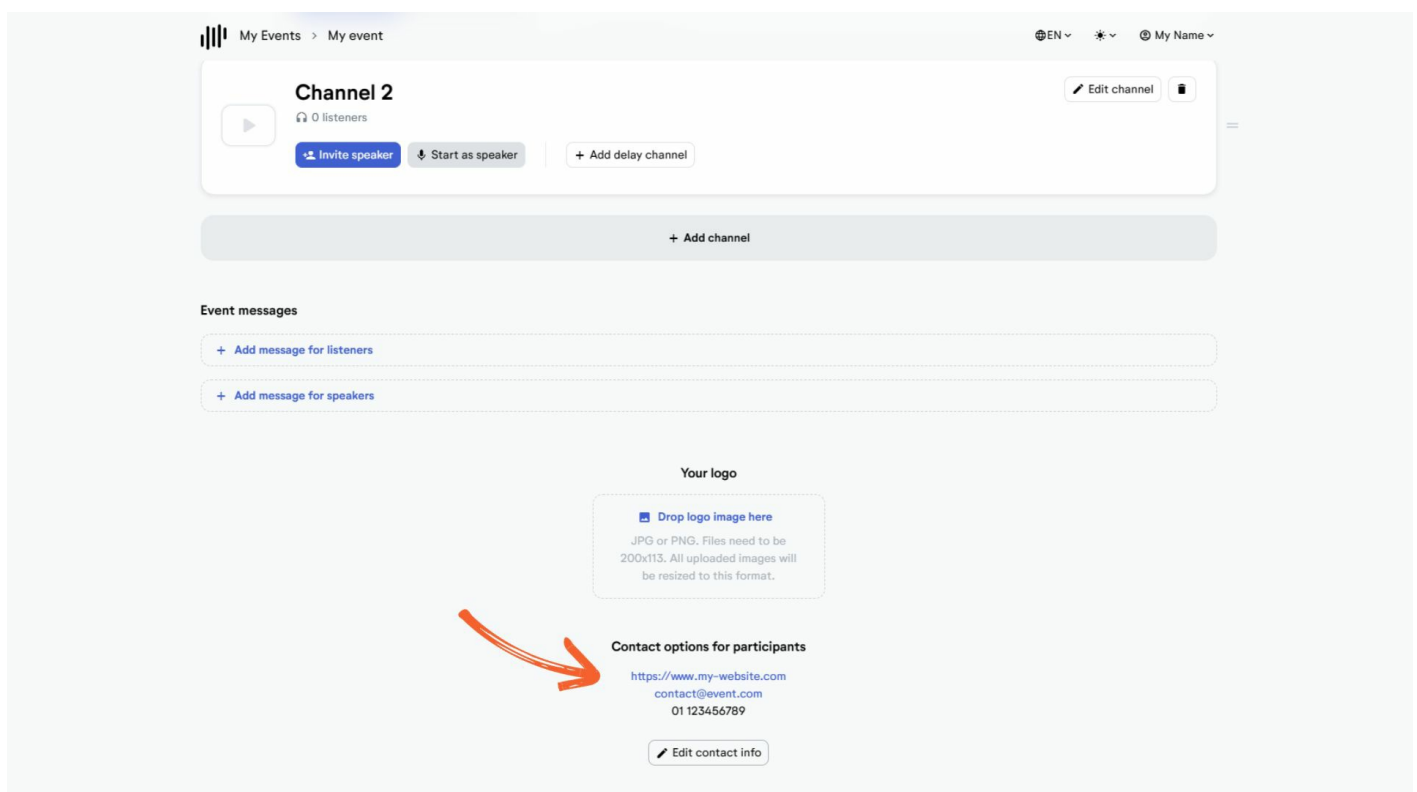 My Events > My event
EN
My Name
Channel 2
Edit channel
0 listeners
Invite speaker
Start as speaker
+ Add delay channel
+ Add channel
Event messages
+ Add message for listeners
+ Add message for speakers
Your logo
Drop logo image here
JPG or PNG. Files need to be
200x113. All uploaded images will
be resized to this format.
Contact options for participants
https://www.my-website.com
contact@event.com
01 123456789
Edit contact info